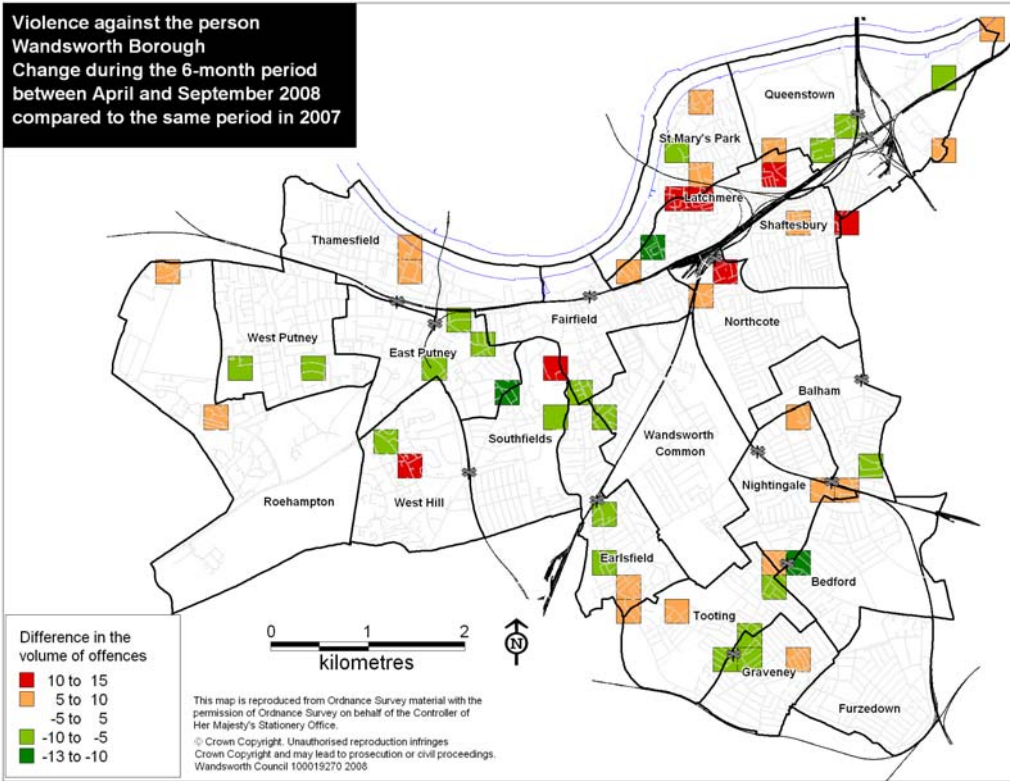 Violence against the person
Wandsworth Borough
Change during the 6-month period
between April and September 2008
compared to the same period in 2007
Queenstown
St Mary's Park
Latchmere
Shaftesbury
Thamesfield
Fairfield
Northcote
West Putney
East Putney
Balham
Southfields
Wandsworth
Common
Nightingale
Roehampton
West Hill
Earlsfield
Bedford
Tooting
Graveney
Furzedown
Difference in the
volume of offences
10 to 15
5 to 10
-5 to 5
-10 to -5
-13 to -10
0 1 2
kilometres
N
This map is reproduced from Ordnance Survey material with the
permission of Ordnance Survey on behalf of the Controller of
Her Majesty's Stationery Office.
© Crown Copyright. Unauthorised reproduction infringes
Crown Copyright and may lead to prosecution or civil proceedings.
Wandsworth Council 100019270 2008